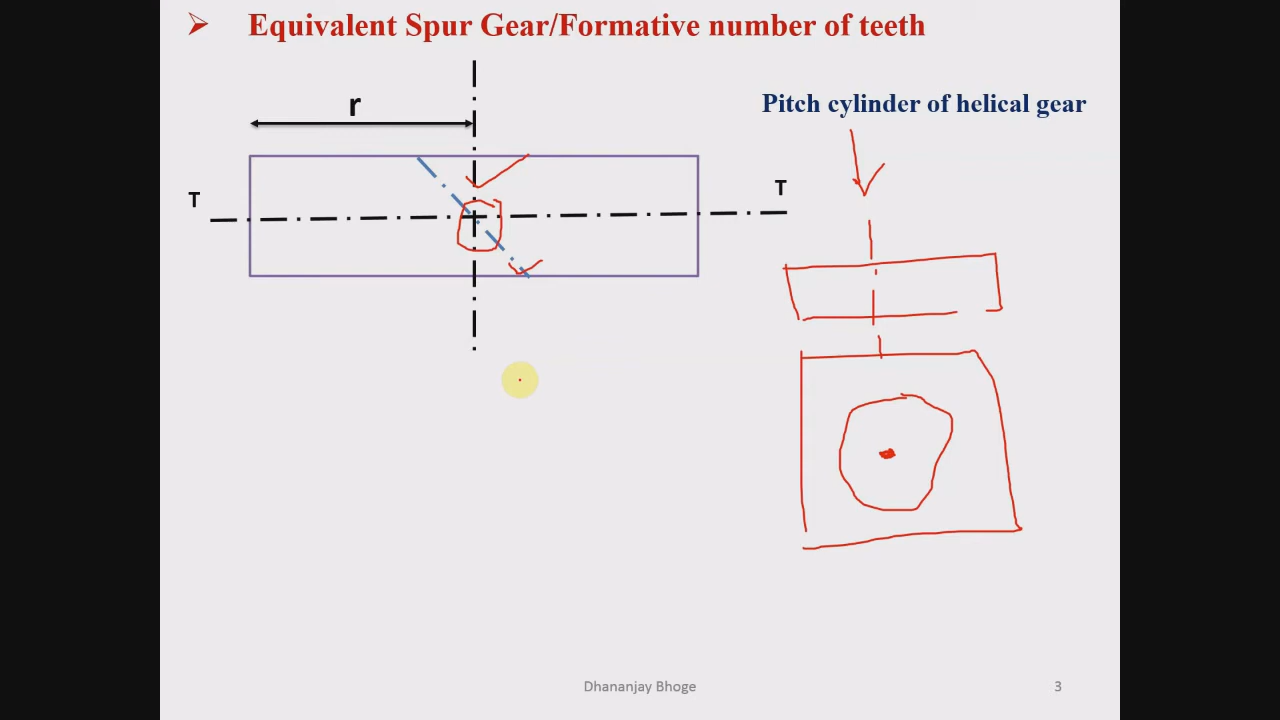 Equivalent Spur Gear/Formative number of teeth
r
Pitch cylinder of helical gear
T
T
Dhananjay Bhoge
3